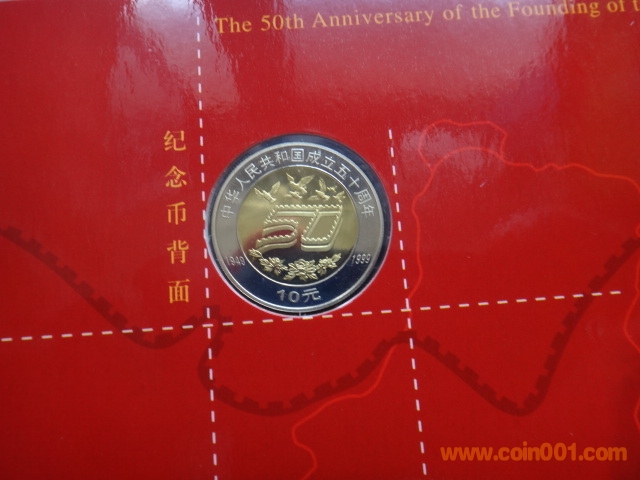 The 50th Anniversary of the Founding of
纪念币背面
中华人民共和国成立五十周年
1949 1999
10元
www.coin001.com